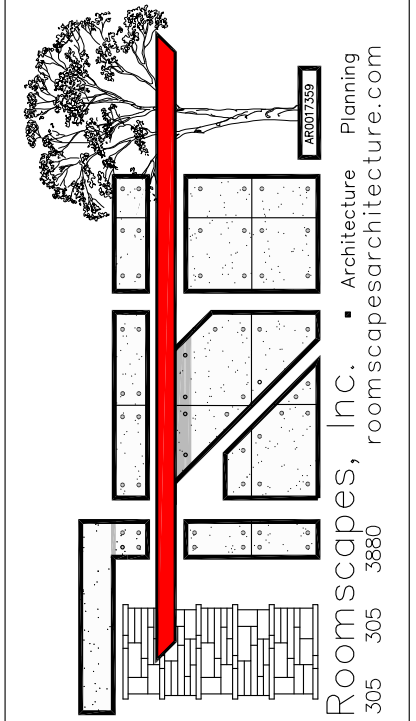 AR0017359
Roomscapes, Inc. ▪ Architecture Planning
305 305 3880 roomscapesarchitecture.com